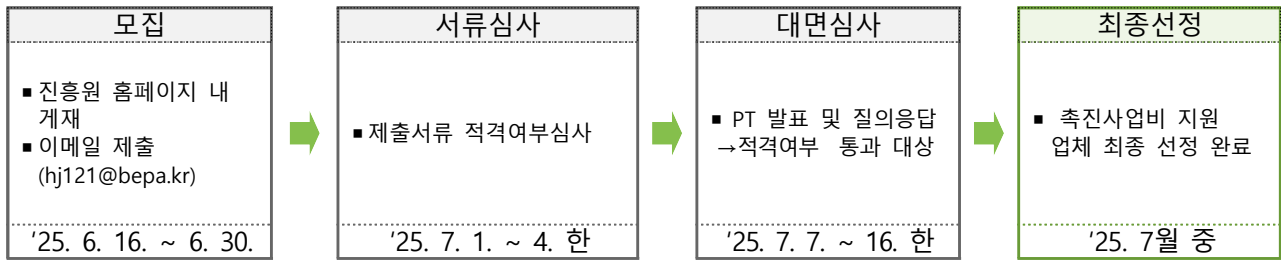 모집
■ 진흥원 홈페이지 내
게재
■ 이메일 제출
(hj121@bepa.kr)
'25. 6. 16. ~ 6. 30.
서류심사
■ 제출서류 적격여부심사
'25. 7. 1. ~ 4. 한
대면심사
■ PT 발표 및 질의응답
→적격여부 통과 대상
'25. 7. 7. ~ 16. 한
최종선정
■ 촉진사업비 지원
업체 최종 선정 완료
'25. 7월 중